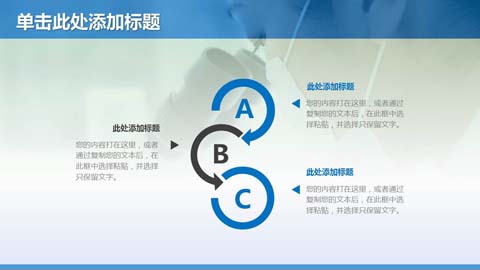 单击此处添加标题
此处添加标题
您的内容打在这里，或者通过
复制您的文本后，在此框中选
择粘贴，并选择只保留文字。
A
此处添加标题
您的内容打在这里，或者
通过复制您的文本后，在
此框中选择粘贴，并选择
只保留文字。
B
此处添加标题
您的内容打在这里，或者通过
复制您的文本后，在此框中选
择粘贴，并选择只保留文字。
C